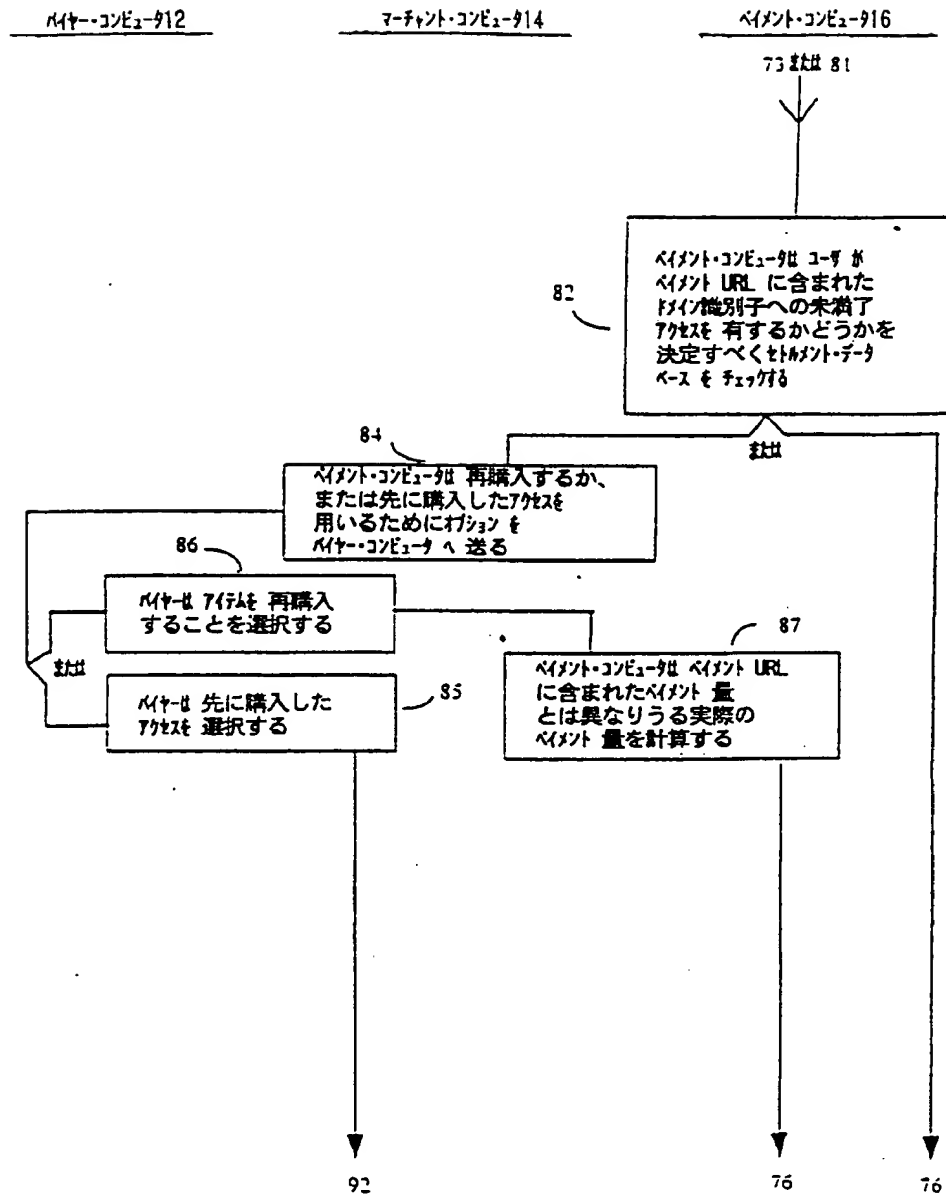 バイヤー・コンピュータ12
マーチャント・コンピュータ14
ペイメント・コンピュータ16
73または 81
82
ペイメント・コンピュータは ユーザ が
ペイメント URL に含まれた
ドメイン識別子への未満了
アクセスを 有するかどうかを
決定すべくセトルメント・データ
ベース を チェックする
または
84
ペイメント・コンピュータは 再購入するか、
または先に購入したアクセスを
用いるためにオプション を
バイヤー・コンピュータ へ 送る
86
バイヤーは アイテムを 再購入
することを選択する
または
バイヤーは 先に購入した
アクセスを 選択する
85
87
ペイメント・コンピュータは ペイメント URL
に含まれたペイメント 量
とは異なりうる実際の
ペイメント 量を計算する
92
76
76